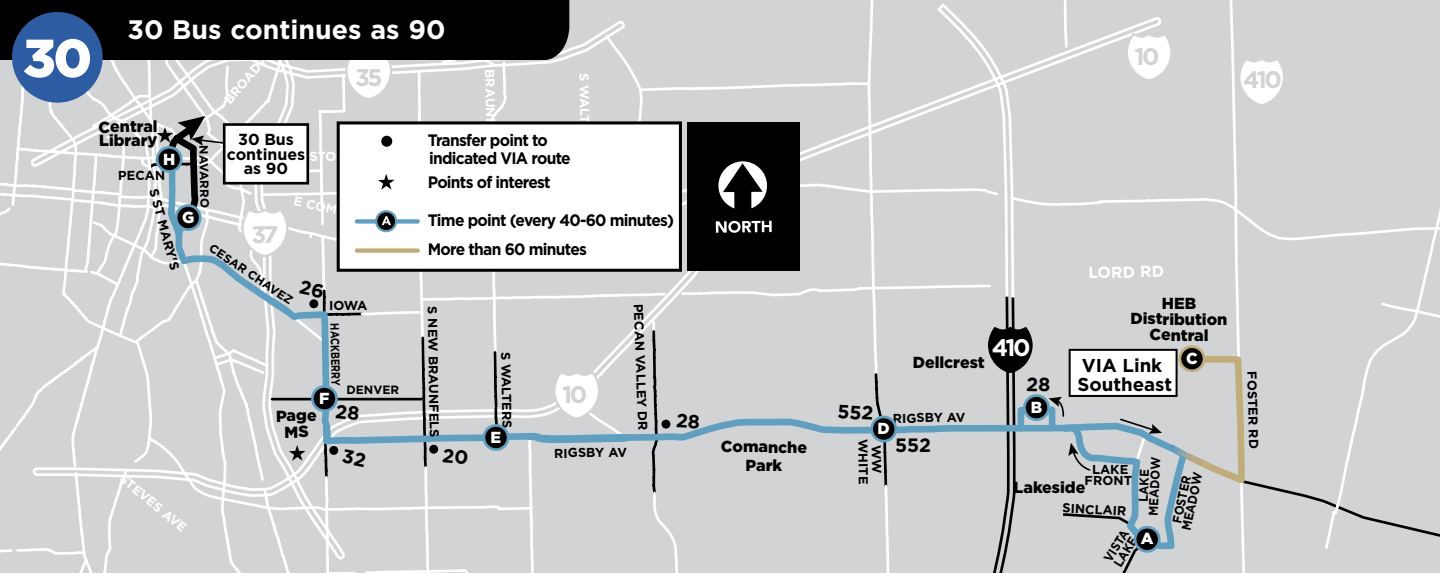 30 Bus continues as 90
30
35
BROAD
S BRAUN
S WALT
10
410
Central
Library
30 Bus
continues
as 90
STO
H
PECAN
NAVARRO
S ST MARY'S
G
E COM
37
Transfer point to
indicated VIA route
Points of interest
A
Time point (every 40-60 minutes)
More than 60 minutes
NORTH
CESAR CHAVEZ
26
IOWA
HACKBERRY
F
DENVER
28
Page
MS
32
S NEW BRAUNFELS
20
S WALTERS
E
10
RIGSBY AV
PECAN VALLEY DR
28
Comanche
Park
552
D
RIGSBY AV
552
WW
WHITE
Dellcrest
410
LORD RD
HEB
Distribution
Central
C
VIA Link
Southeast
28
B
FOSTER RD
LAKE
FRONT
Lakeside
LAKE
MEADOW
FOSTER
MEADOW
SINCLAIR
VISTA
LAKE
A
STEVES AVE